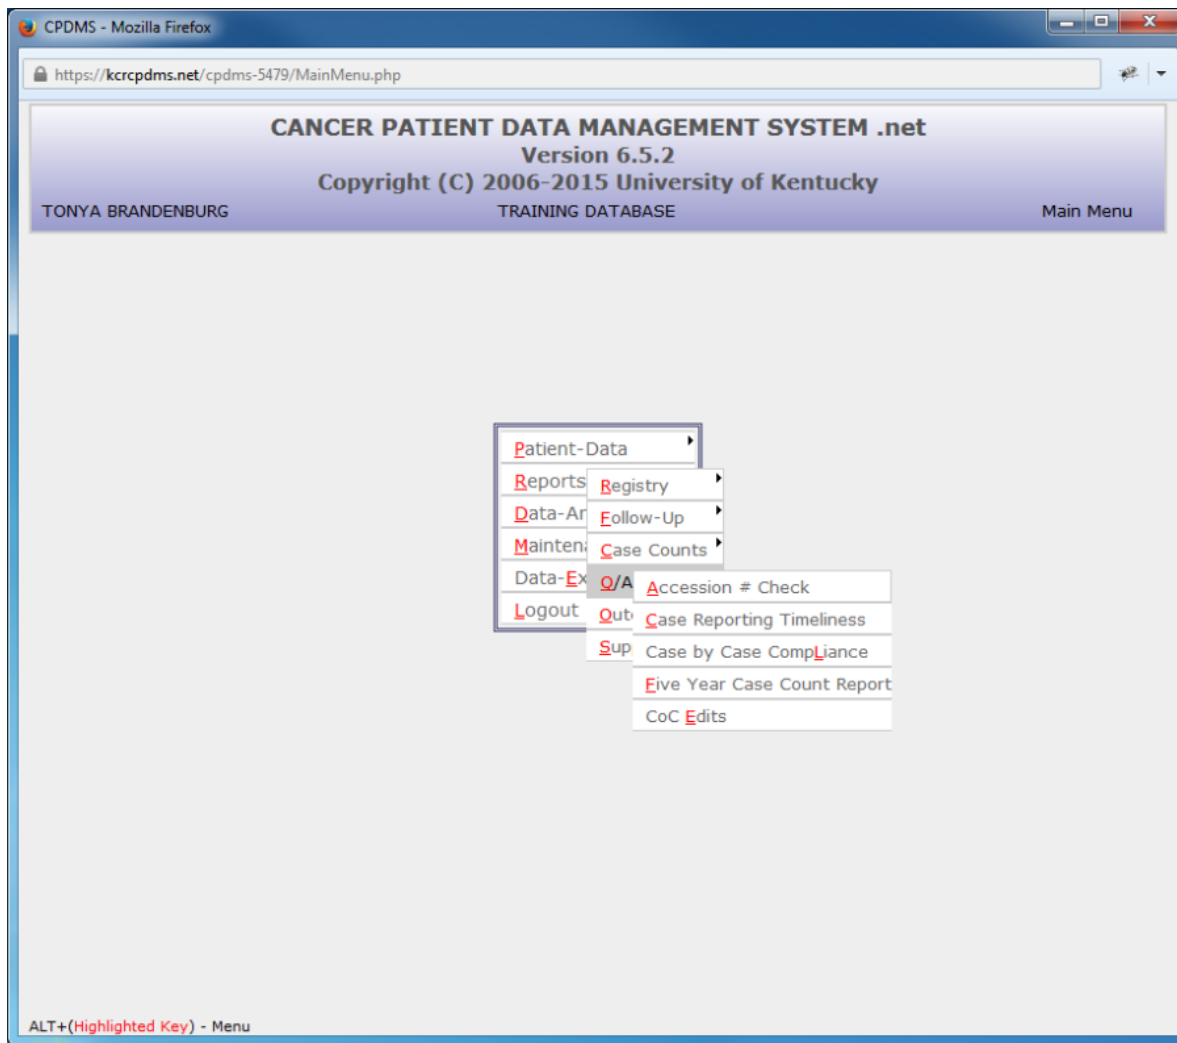 CPDMS - Mozilla Firefox
https://kcrcpdms.net/cpdms-5479/MainMenu.php
CANCER PATIENT DATA MANAGEMENT SYSTEM .net
Version 6.5.2
Copyright (C) 2006-2015 University of Kentucky
TONYA BRANDENBURG TRAINING DATABASE Main Menu
Patient-Data
Reports
Data-An
Mainten
Data-Ex
Logout
Registry
Follow-Up
Case Counts
Q/A
Out
Sup
Accession # Check
Case Reporting Timeliness
Case by Case CompLiance
Five Year Case Count Report
CoC Edits
ALT+(Highlighted Key) - Menu